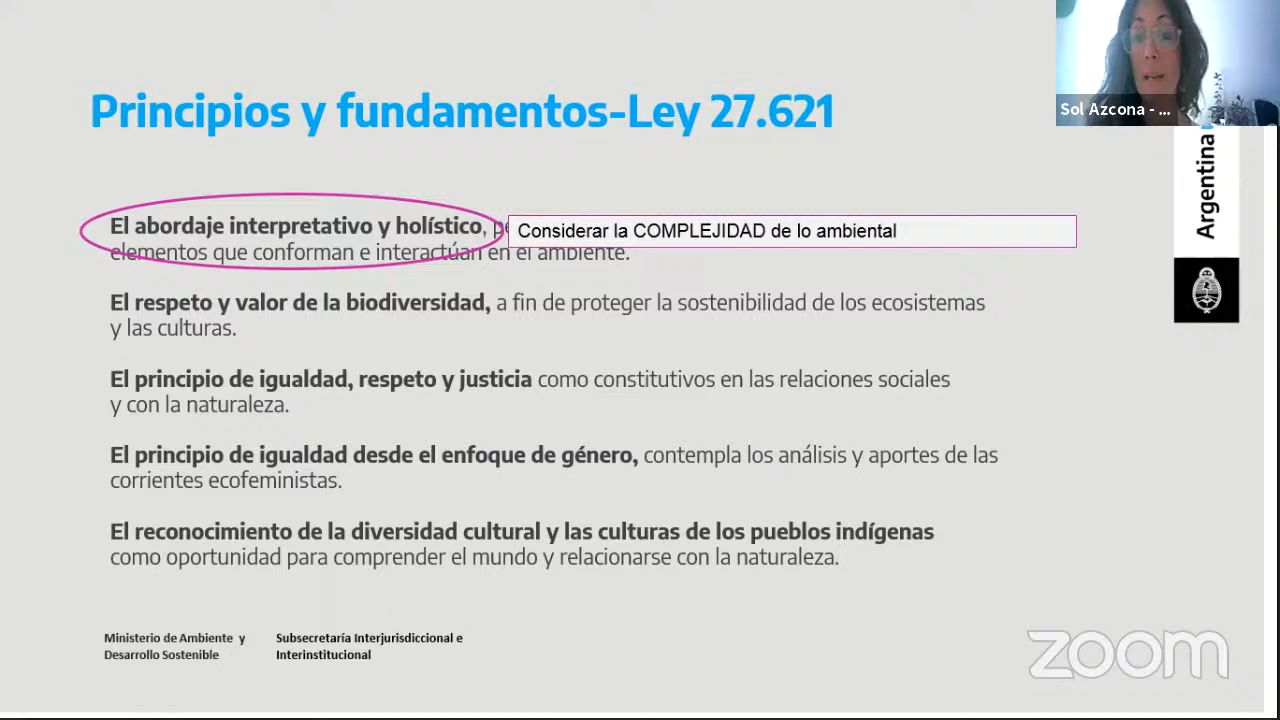 Sol Azcona - ...
Principios y fundamentos-Ley 27.621
Argentina
El abordaje interpretativo y holístico,
Considerar la COMPLEJIDAD de lo ambiental
elementos que conforman e interactúan en el ambiente.
El respeto y valor de la biodiversidad, a fin de proteger la sostenibilidad de los ecosistemas
y las culturas.
El principio de igualdad, respeto y justicia como constitutivos en las relaciones sociales
y con la naturaleza.
El principio de igualdad desde el enfoque de género, contempla los análisis y aportes de las
corrientes ecofeministas.
El reconocimiento de la diversidad cultural y las culturas de los pueblos indígenas
como oportunidad para comprender el mundo y relacionarse con la naturaleza.
Ministerio de Ambiente y
Desarrollo Sostenible
Subsecretaría Interjurisdiccional e
Interinstitucional
zoom